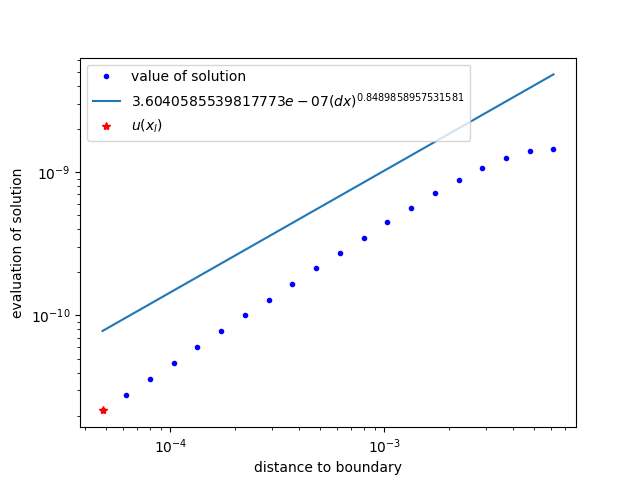 value of solution
3.6040585539817773e − 07(dx)^0.8489858957531581
u(x_l)
10^−9
10^−10
evaluation of solution
10^−4
10^−3
distance to boundary